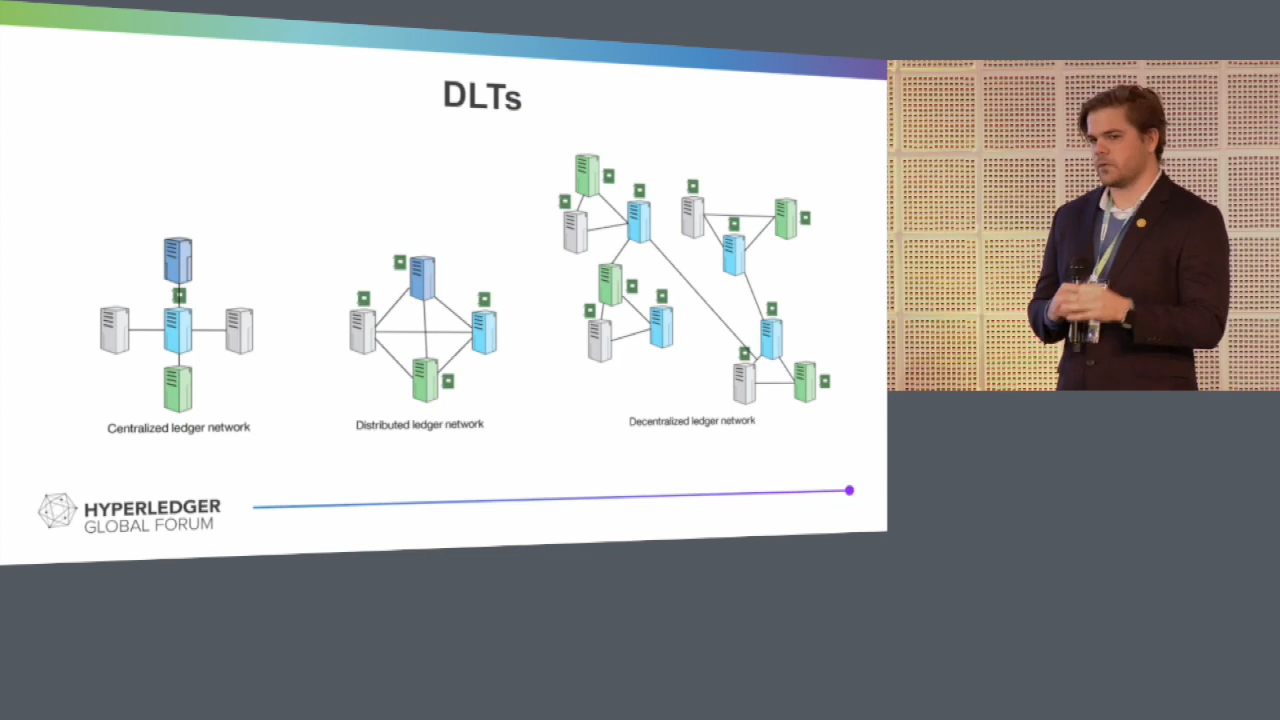 DLTs
Centralized ledger network
Distributed ledger network
Decentralized ledger network
HYPERLEDGER
GLOBAL FORUM